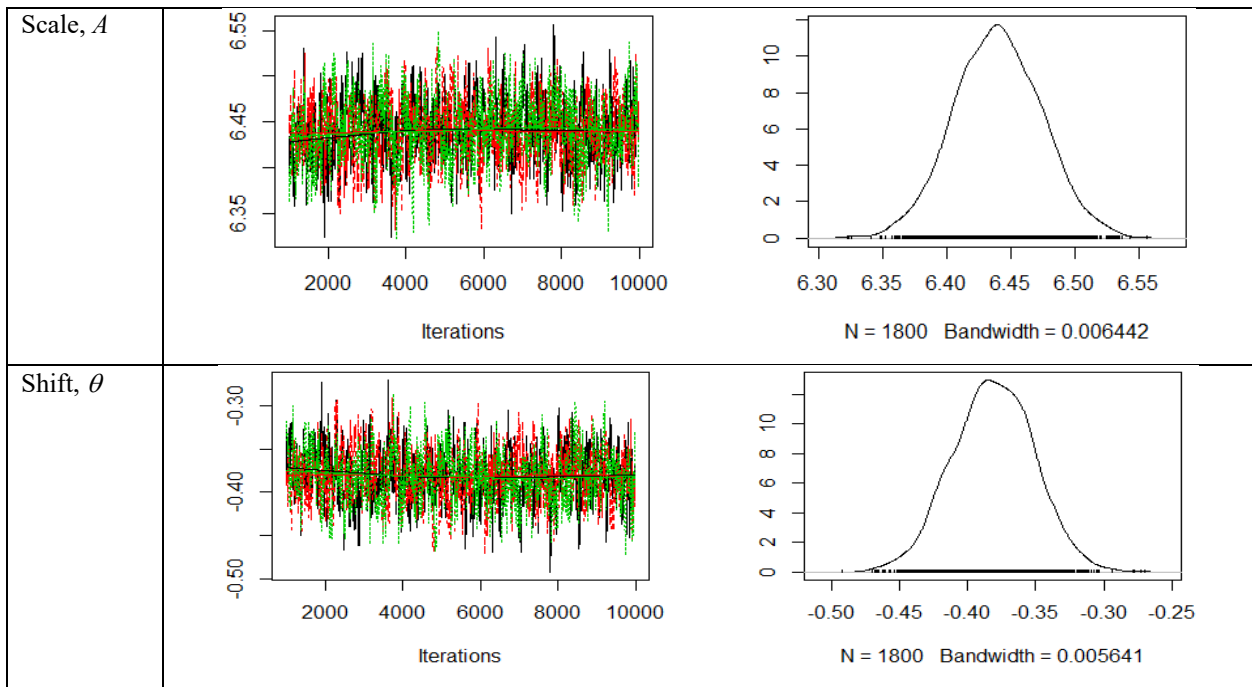 Scale, A
6.55
6.45
6.35
2000 4000 6000 8000 10000
Iterations
10
8
6
4
2
0
6.30 6.35 6.40 6.45 6.50 6.55
N = 1800 Bandwidth = 0.006442
Shift, θ
-0.30
-0.40
-0.50
2000 4000 6000 8000 10000
Iterations
10
8
6
4
2
0
-0.50 -0.45 -0.40 -0.35 -0.30 -0.25
N = 1800 Bandwidth = 0.005641